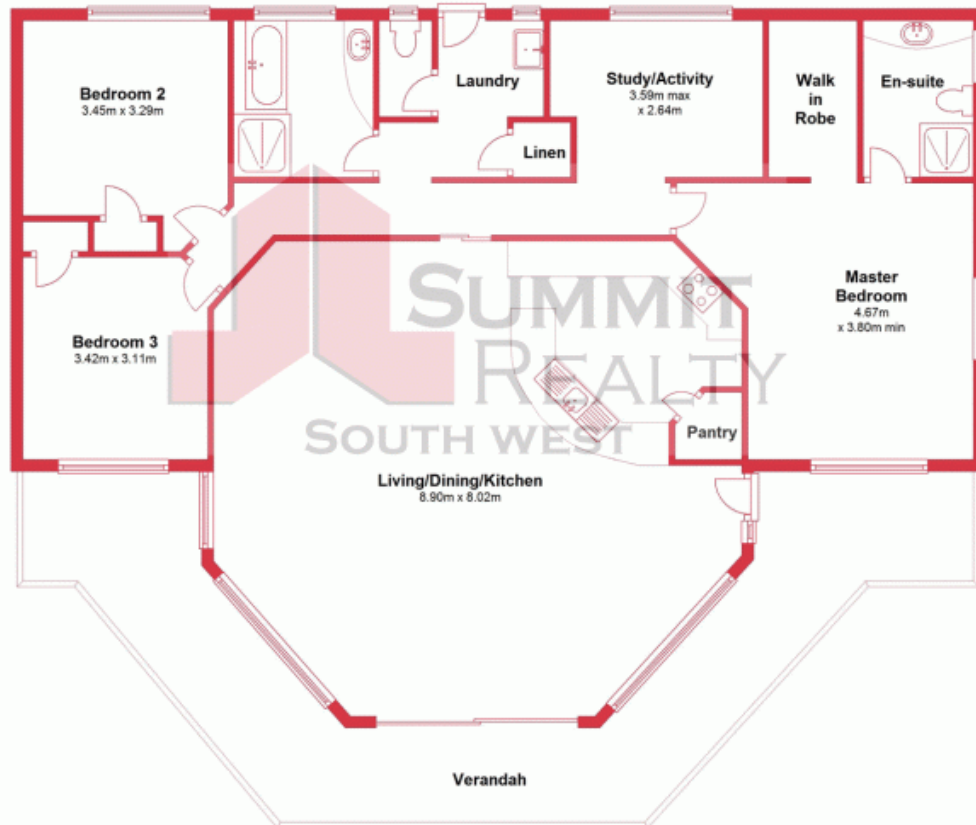 Bedroom 2
3.45m x 3.29m
Laundry
Study/Activity
3.59m max
x 2.64m
Walk
in
Robe
En-suite
Linen
Master
Bedroom
4.67m
x 3.80m min
Bedroom 3
3.42m x 3.11m
SUMMIT
REALTY
SOUTH WEST
Pantry
Living/Dining/Kitchen
8.90m x 8.02m
Verandah